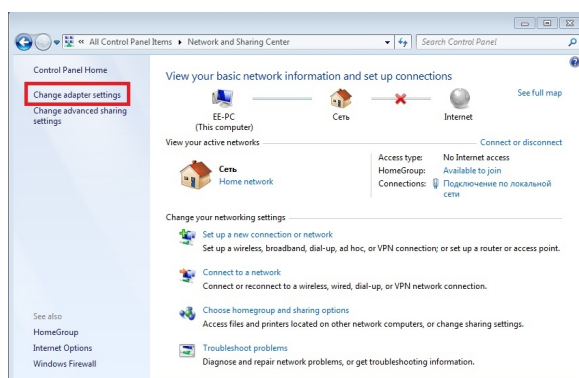 « All Control Panel Items ▸ Network and Sharing Center
Search Control Panel
Control Panel Home
Change adapter settings
Change advanced sharing
settings
See also
HomeGroup
Internet Options
Windows Firewall
View your basic network information and set up connections
See full map
EE-PC
(This computer)
Сеть
Internet
View your active networks
Connect or disconnect
Сеть
Home network
Access type: No Internet access
HomeGroup: Available to join
Connections: Подключение по локальной
сети
Change your networking settings
Set up a new connection or network
Set up a wireless, broadband, dial-up, ad hoc, or VPN connection; or set up a router or access point.
Connect to a network
Connect or reconnect to a wireless, wired, dial-up, or VPN network connection.
Choose homegroup and sharing options
Access files and printers located on other network computers, or change sharing settings.
Troubleshoot problems
Diagnose and repair network problems, or get troubleshooting information.